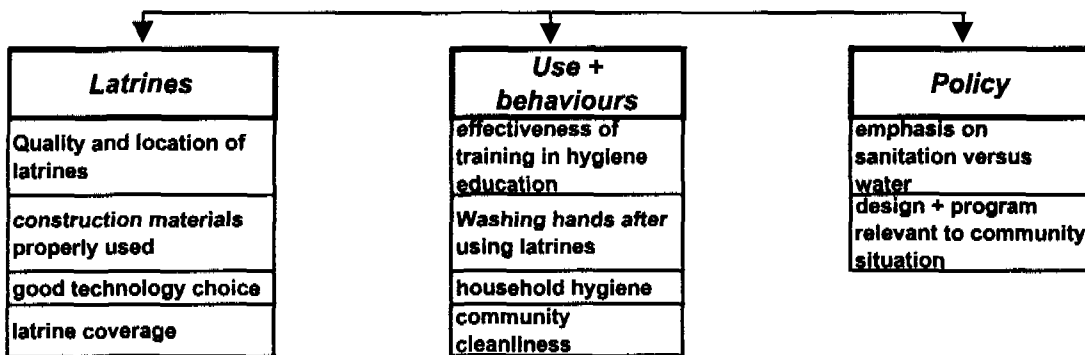 Latrines
Quality and location of
latrines
construction materials
properly used
good technology choice
latrine coverage
Use +
behaviours
effectiveness of
training in hygiene
education
Washing hands after
using latrines
household hygiene
community
cleanliness
Policy
emphasis on
sanitation versus
water
design + program
relevant to community
situation